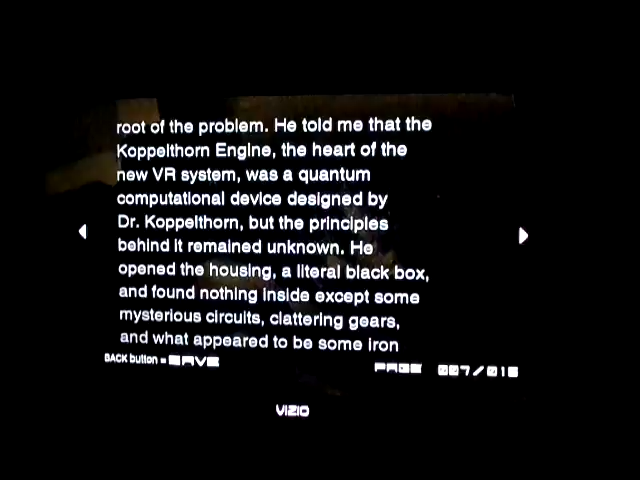 root of the problem. He told me that the
Koppelthorn Engine, the heart of the
new VR system, was a quantum
computational device designed by
Dr. Koppelthorn, but the principles
behind it remained unknown. He
opened the housing, a literal black box,
and found nothing inside except some
mysterious circuits, clattering gears,
and what appeared to be some iron
BACK button = SAVE
PAGE 007/016
VIZIO